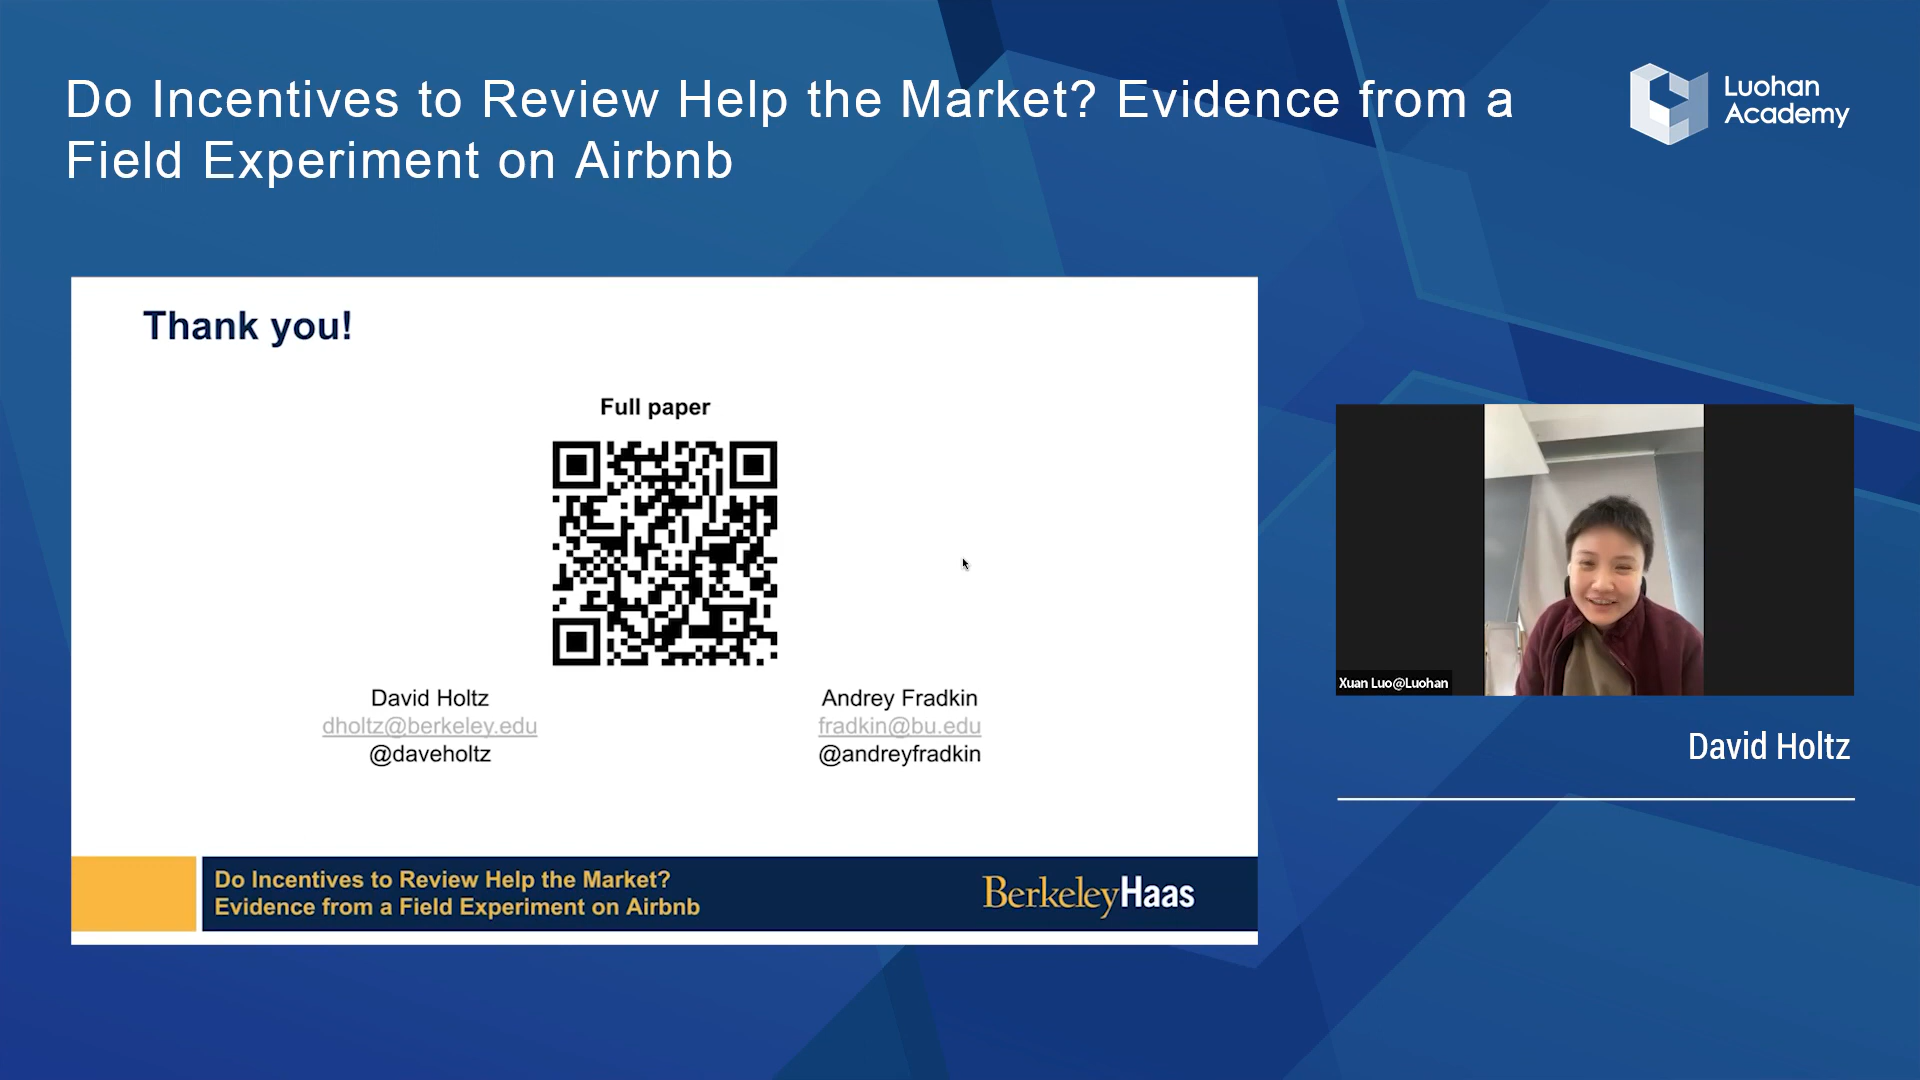 Do Incentives to Review Help the Market? Evidence from a
Field Experiment on Airbnb
Luohan
Academy
Thank you!
Full paper
David Holtz
dholtz@berkeley.edu
@daveholtz
Andrey Fradkin
fradkin@bu.edu
@andreyfradkin
Do Incentives to Review Help the Market?
Evidence from a Field Experiment on Airbnb
BerkeleyHaas
Xuan Luo@Luohan
David Holtz